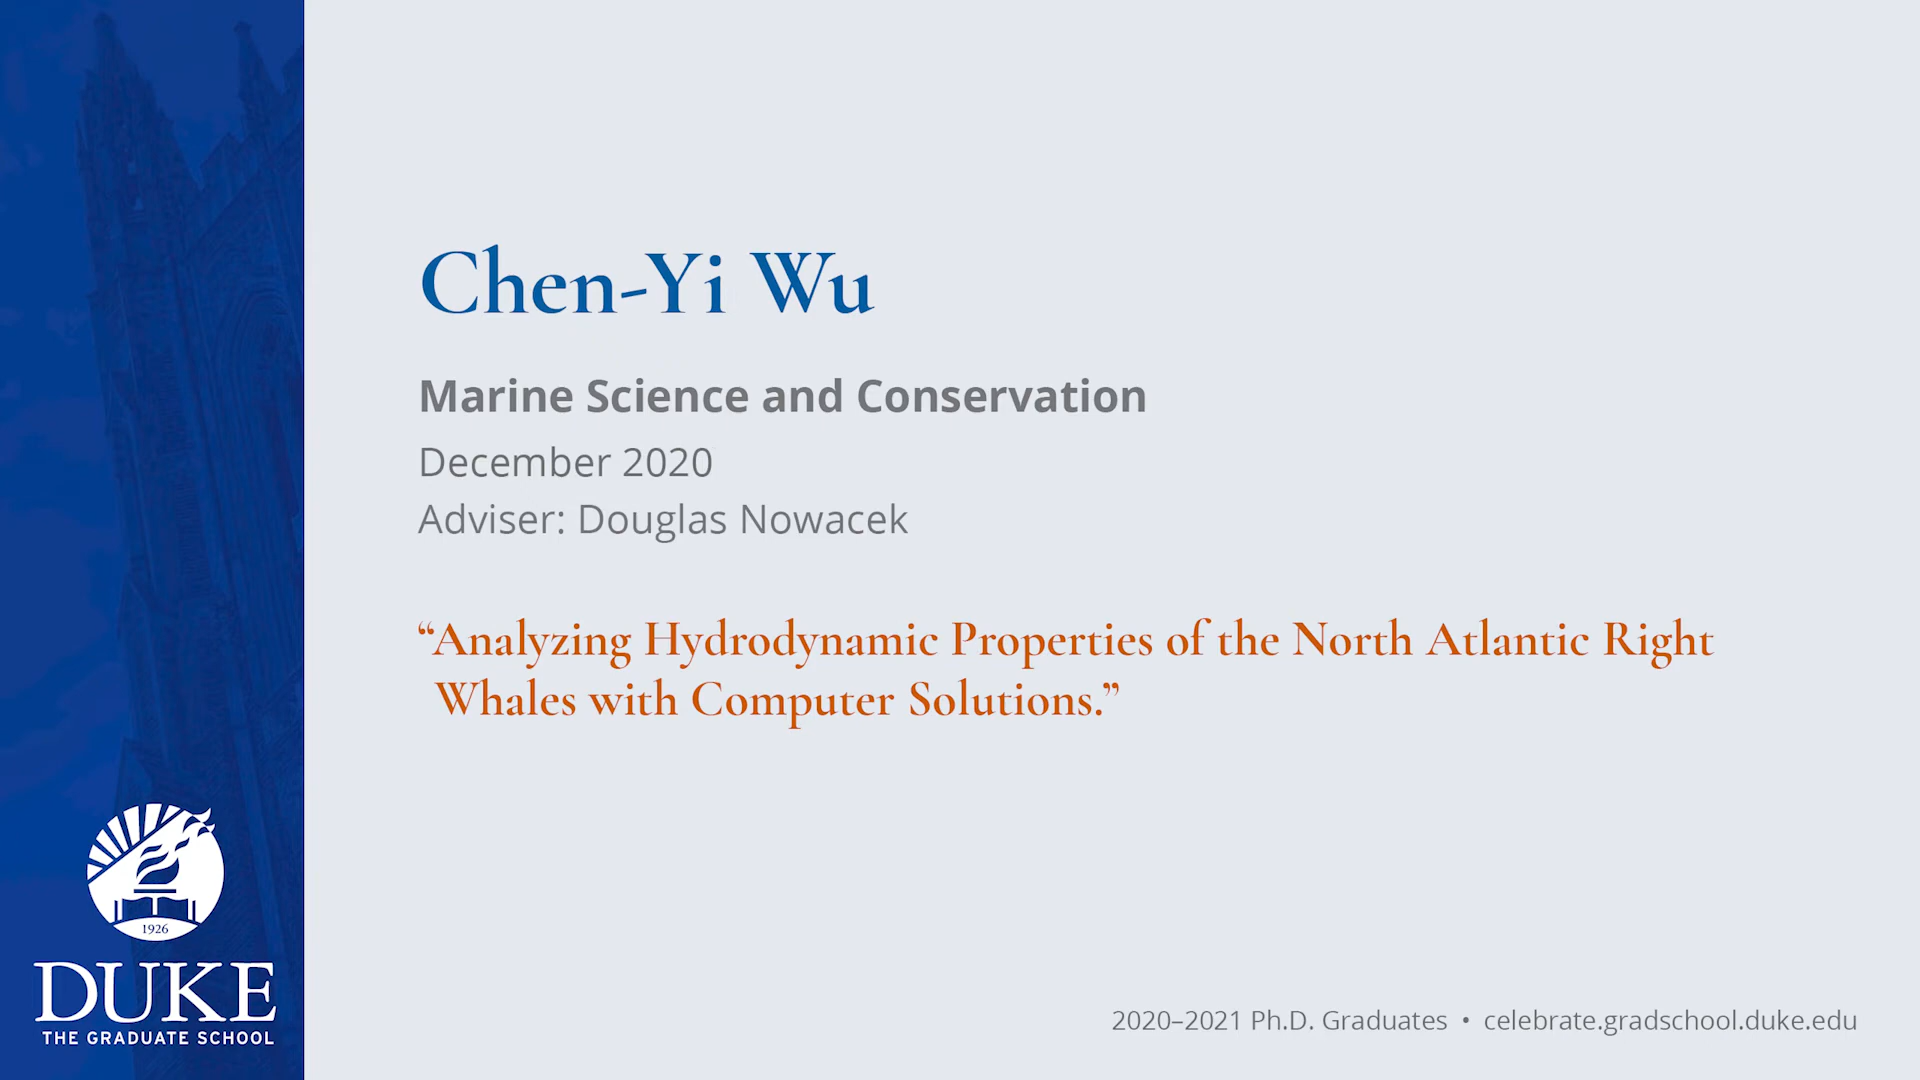 Chen-Yi Wu
Marine Science and Conservation
December 2020
Adviser: Douglas Nowacek
“Analyzing Hydrodynamic Properties of the North Atlantic Right
Whales with Computer Solutions.”
1926
DUKE
THE GRADUATE SCHOOL
2020–2021 Ph.D. Graduates • celebrate.gradschool.duke.edu